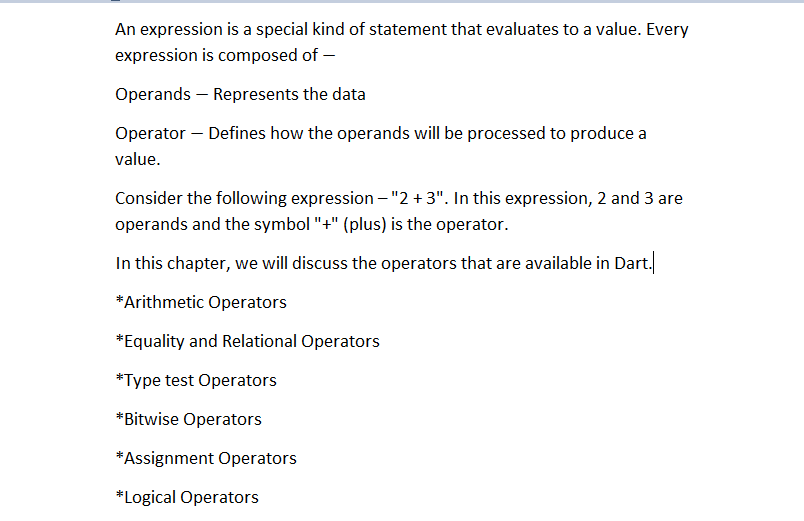 An expression is a special kind of statement that evaluates to a value. Every
expression is composed of —
Operands — Represents the data
Operator — Defines how the operands will be processed to produce a
value.
Consider the following expression – "2 + 3". In this expression, 2 and 3 are
operands and the symbol "+" (plus) is the operator.
In this chapter, we will discuss the operators that are available in Dart.
*Arithmetic Operators
*Equality and Relational Operators
*Type test Operators
*Bitwise Operators
*Assignment Operators
*Logical Operators